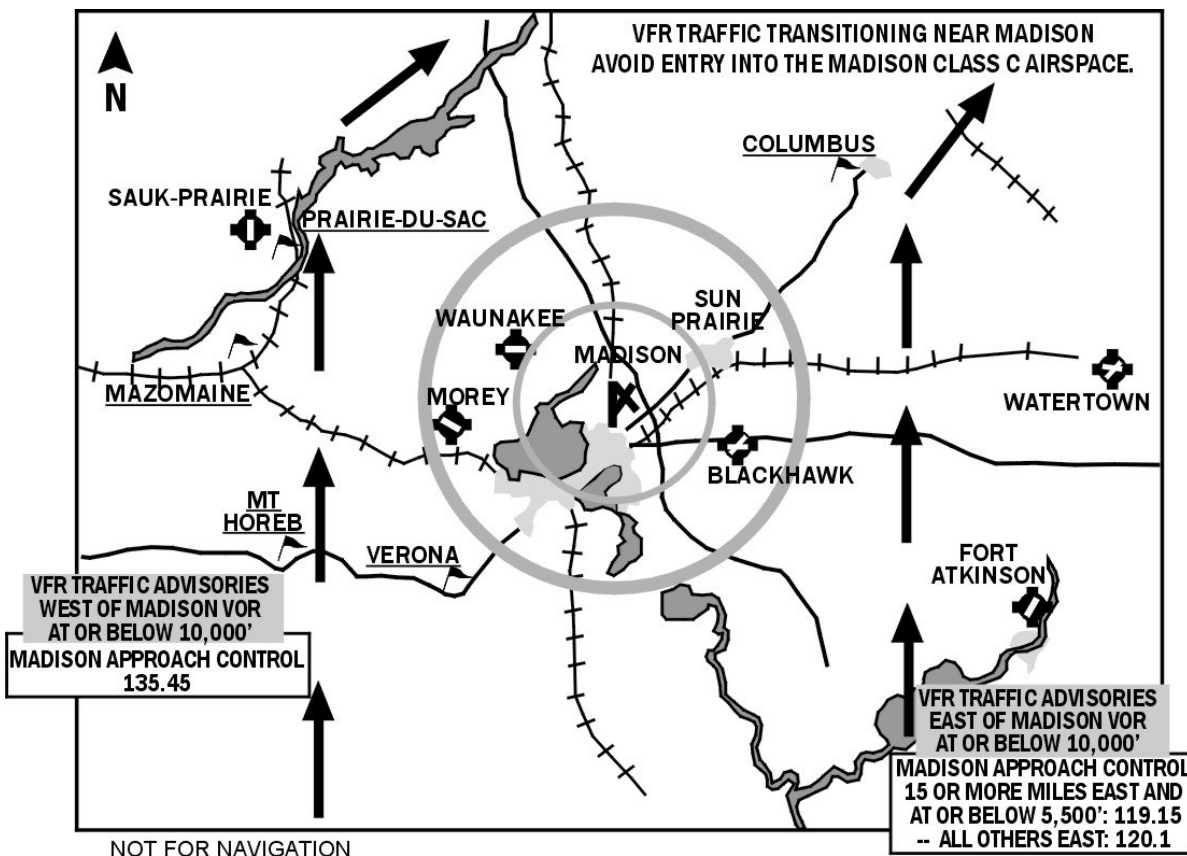 VFR TRAFFIC TRANSITIONING NEAR MADISON
AVOID ENTRY INTO THE MADISON CLASS C AIRSPACE.
N
COLUMBUS
SAUK-PRAIRIE
PRAIRIE-DU-SAC
SUN
PRAIRIE
WAUNAKEE
MADISON
MAZOMAINE
MOREY
WATERTOWN
BLACKHAWK
MT
HOREB
VERONA
FORT
ATKINSON
VFR TRAFFIC ADVISORIES
WEST OF MADISON VOR
AT OR BELOW 10,000'
MADISON APPROACH CONTROL
135.45
VFR TRAFFIC ADVISORIES
EAST OF MADISON VOR
AT OR BELOW 10,000'
MADISON APPROACH CONTROL
15 OR MORE MILES EAST AND
AT OR BELOW 5,500': 119.15
-- ALL OTHERS EAST: 120.1
NOT FOR NAVIGATION